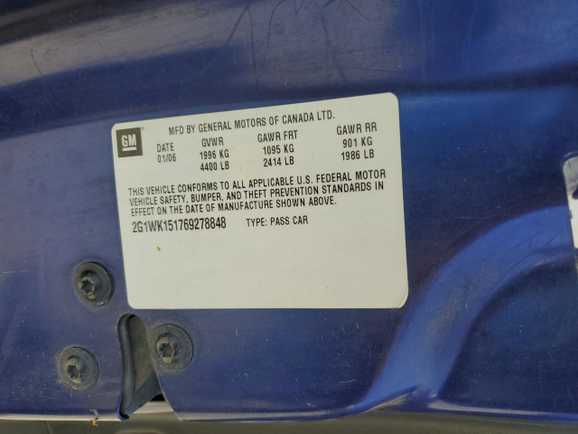 MFD BY GENERAL MOTORS OF CANADA LTD.
GM DATE GVWR GAWR FRT GAWR RR
01/06 1996 KG 1095 KG 901 KG
4400 LB 2414 LB 1986 LB
THIS VEHICLE CONFORMS TO ALL APPLICABLE U.S. FEDERAL MOTOR
VEHICLE SAFETY, BUMPER, AND THEFT PREVENTION STANDARDS IN
EFFECT ON THE DATE OF MANUFACTURE SHOWN ABOVE.
2G1WK151769278848 TYPE: PASS CAR